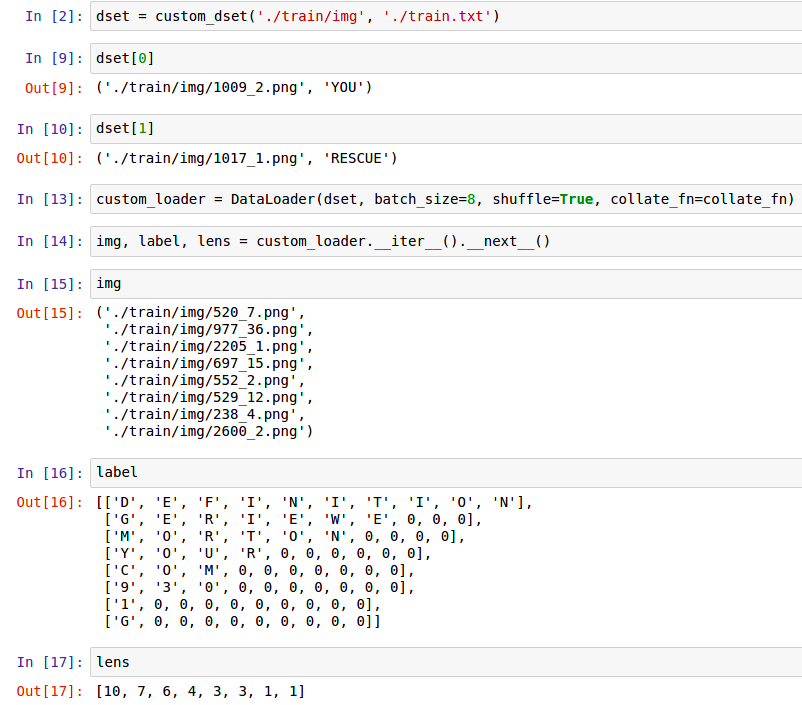 In [2]: dset = custom_dset('./train/img', './train.txt')
In [9]: dset[0]
Out[9]: ('./train/img/1009_2.png', 'YOU')
In [10]: dset[1]
Out[10]: ('./train/img/1017_1.png', 'RESCUE')
In [13]: custom_loader = DataLoader(dset, batch_size=8, shuffle=True, collate_fn=collate_fn)
In [14]: img, label, lens = custom_loader.__iter__().__next__()
In [15]: img
Out[15]: ('./train/img/520_7.png',
'./train/img/977_36.png',
'./train/img/2205_1.png',
'./train/img/697_15.png',
'./train/img/552_2.png',
'./train/img/529_12.png',
'./train/img/238_4.png',
'./train/img/2600_2.png')
In [16]: label
Out[16]: [['D', 'E', 'F', 'I', 'N', 'I', 'T', 'I', 'O', 'N'],
['G', 'E', 'R', 'I', 'E', 'W', 'E', 0, 0, 0],
['M', 'O', 'R', 'T', 'O', 'N', 0, 0, 0, 0],
['Y', 'O', 'U', 'R', 0, 0, 0, 0, 0, 0],
['C', 'O', 'M', 0, 0, 0, 0, 0, 0, 0],
['9', '3', '0', 0, 0, 0, 0, 0, 0, 0],
['1', 0, 0, 0, 0, 0, 0, 0, 0, 0],
['G', 0, 0, 0, 0, 0, 0, 0, 0, 0]]
In [17]: lens
Out[17]: [10, 7, 6, 4, 3, 3, 1, 1]